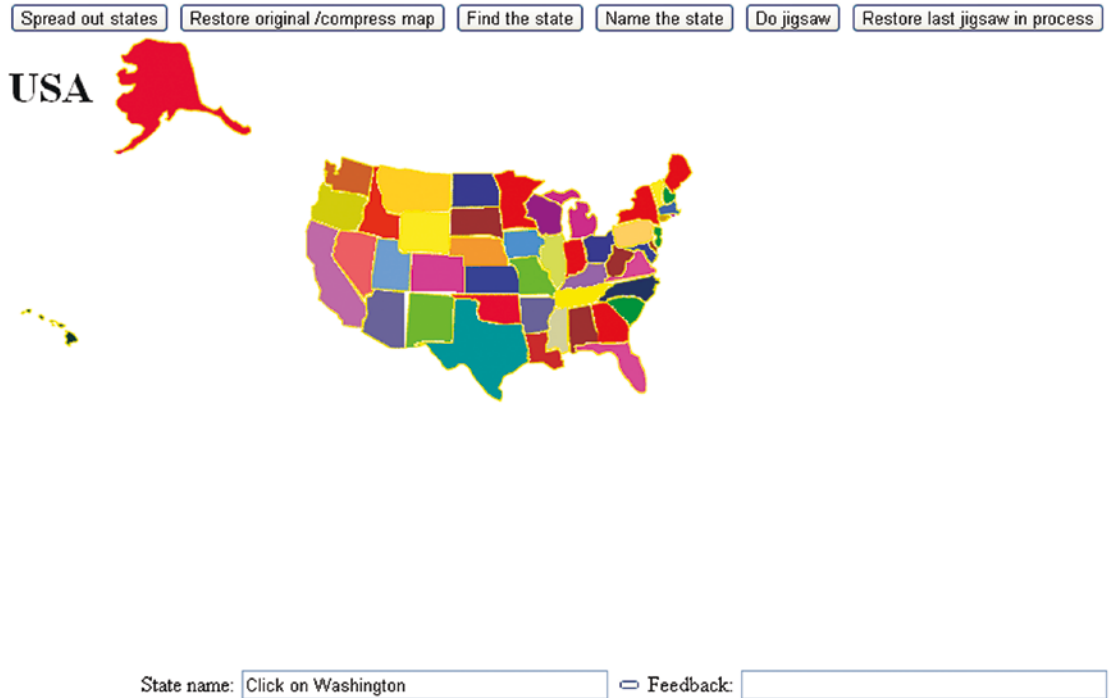 Spread out states Restore original /compress map Find the state Name the state Do jigsaw Restore last jigsaw in process
USA
State name: Click on Washington Feedback: